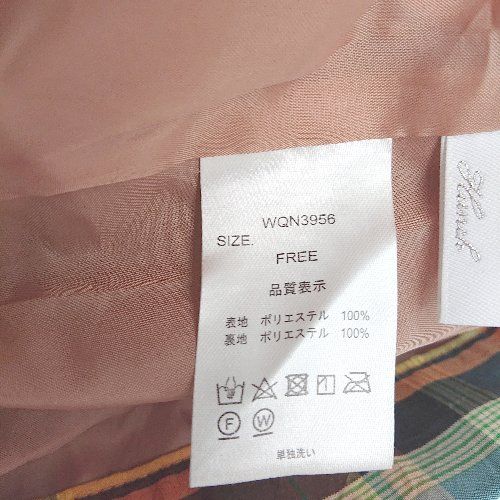 WQN3956
SIZE.
FREE
品質表示
表地 ポリエステル 100%
裏地 ポリエステル 100%
F W
単独洗い